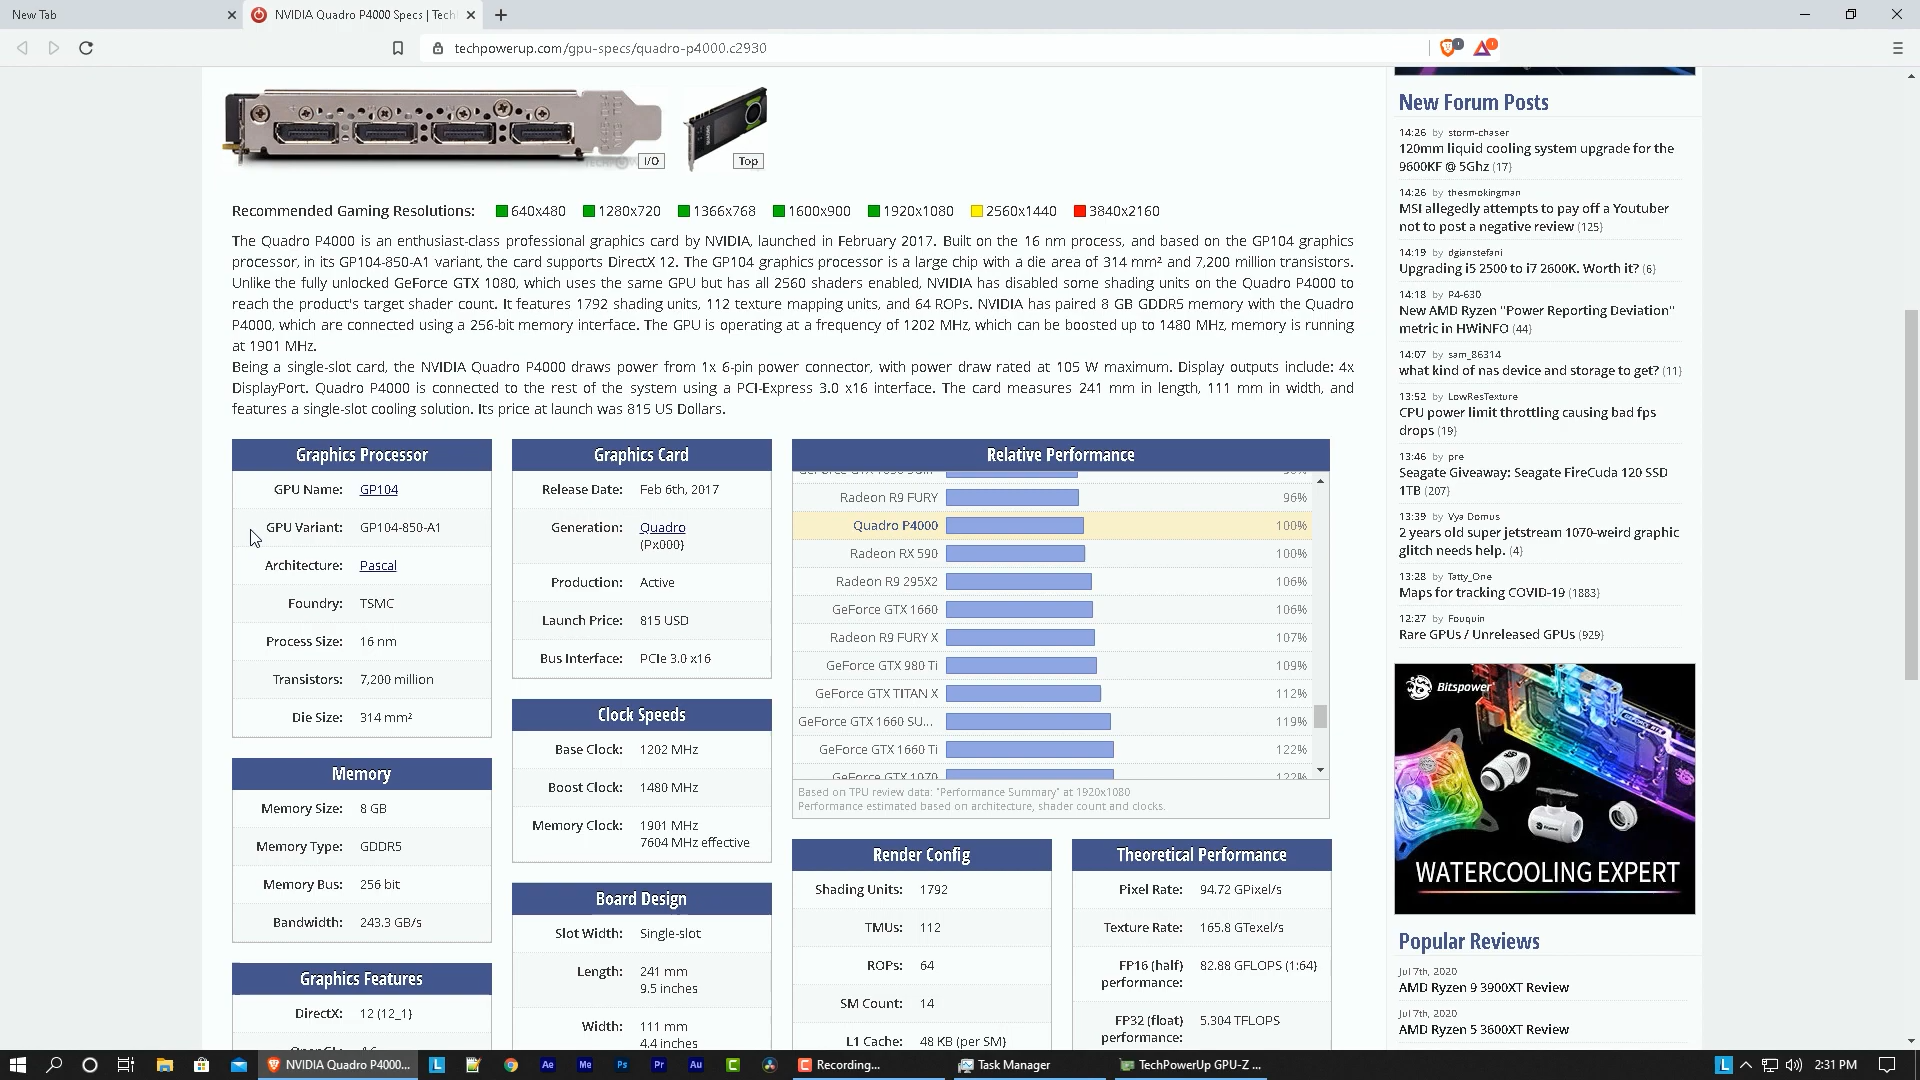 New Tab
NVIDIA Quadro P4000 Specs | Tech
techpowerup.com/gpu-specs/quadro-p4000.c2930
I/O
Top
Recommended Gaming Resolutions: 640x480 1280x720 1366x768 1600x900 1920x1080 2560x1440 3840x2160
The Quadro P4000 is an enthusiast-class professional graphics card by NVIDIA, launched in February 2017. Built on the 16 nm process, and based on the GP104 graphics
processor, in its GP104-850-A1 variant, the card supports DirectX 12. The GP104 graphics processor is a large chip with a die area of 314 mm² and 7,200 million transistors.
Unlike the fully unlocked GeForce GTX 1080, which uses the same GPU but has all 2560 shaders enabled, NVIDIA has disabled some shading units on the Quadro P4000 to
reach the product's target shader count. It features 1792 shading units, 112 texture mapping units, and 64 ROPs. NVIDIA has paired 8 GB GDDR5 memory with the Quadro
P4000, which are connected using a 256-bit memory interface. The GPU is operating at a frequency of 1202 MHz, which can be boosted up to 1480 MHz, memory is running
at 1901 MHz.
Being a single-slot card, the NVIDIA Quadro P4000 draws power from 1x 6-pin power connector, with power draw rated at 105 W maximum. Display outputs include: 4x
DisplayPort. Quadro P4000 is connected to the rest of the system using a PCI-Express 3.0 x16 interface. The card measures 241 mm in length, 111 mm in width, and
features a single-slot cooling solution. Its price at launch was 815 US Dollars.
Graphics Processor
GPU Name: GP104
GPU Variant: GP104-850-A1
Architecture: Pascal
Foundry: TSMC
Process Size: 16 nm
Transistors: 7,200 million
Die Size: 314 mm²
Memory
Memory Size: 8 GB
Memory Type: GDDR5
Memory Bus: 256 bit
Bandwidth: 243.3 GB/s
Graphics Features
DirectX: 12 (12_1)
Graphics Card
Release Date: Feb 6th, 2017
Generation: Quadro
(Px000)
Production: Active
Launch Price: 815 USD
Bus Interface: PCIe 3.0 x16
Clock Speeds
Base Clock: 1202 MHz
Boost Clock: 1480 MHz
Memory Clock: 1901 MHz
7604 MHz effective
Board Design
Slot Width: Single-slot
Length: 241 mm
9.5 inches
Width: 111 mm
4.4 inches
Relative Performance
Radeon R9 FURY 96%
Quadro P4000 100%
Radeon RX 590 100%
Radeon R9 295X2 106%
GeForce GTX 1660 106%
Radeon R9 FURY X 107%
GeForce GTX 980 Ti 109%
GeForce GTX TITAN X 112%
GeForce GTX 1660 SU... 119%
GeForce GTX 1660 Ti 122%
GeForce GTX 1070 122%
Based on TPU review data: "Performance Summary" at 1920x1080
Performance estimated based on architecture, shader count and clocks.
Render Config
Shading Units: 1792
TMUs: 112
ROPs: 64
SM Count: 14
L1 Cache: 48 KB (per SM)
Theoretical Performance
Pixel Rate: 94.72 GPixel/s
Texture Rate: 165.8 GTexel/s
FP16 (half) 82.88 GFLOPS (1:64)
performance:
FP32 (float) 5.304 TFLOPS
performance:
New Forum Posts
14:26 by storm-chaser
120mm liquid cooling system upgrade for the
9600KF @ 5Ghz (17)
14:26 by thesmokingman
MSI allegedly attempts to pay off a Youtuber
not to post a negative review (125)
14:19 by dgianstefani
Upgrading i5 2500 to i7 2600K. Worth it? (6)
14:18 by P4-630
New AMD Ryzen "Power Reporting Deviation"
metric in HWiNFO (44)
14:07 by sam_86314
what kind of nas device and storage to get? (11)
13:52 by LowResTexture
CPU power limit throttling causing bad fps
drops (19)
13:46 by pre
Seagate Giveaway: Seagate FireCuda 120 SSD
1TB (207)
13:39 by Vya Domus
2 years old super jetstream 1070-weird graphic
glitch needs help. (4)
13:28 by Tatty_One
Maps for tracking COVID-19 (1883)
12:27 by Fouquin
Rare GPUs / Unreleased GPUs (929)
Bitspower
WATERCOOLING EXPERT
Popular Reviews
Jul 7th, 2020
AMD Ryzen 9 3900XT Review
Jul 7th, 2020
AMD Ryzen 5 3600XT Review
NVIDIA Quadro P4000...
L
Ae
Me
Ps
Pr
Au
C
C
Recording...
Task Manager
TechPowerUp GPU-Z ...
L
2:31 PM